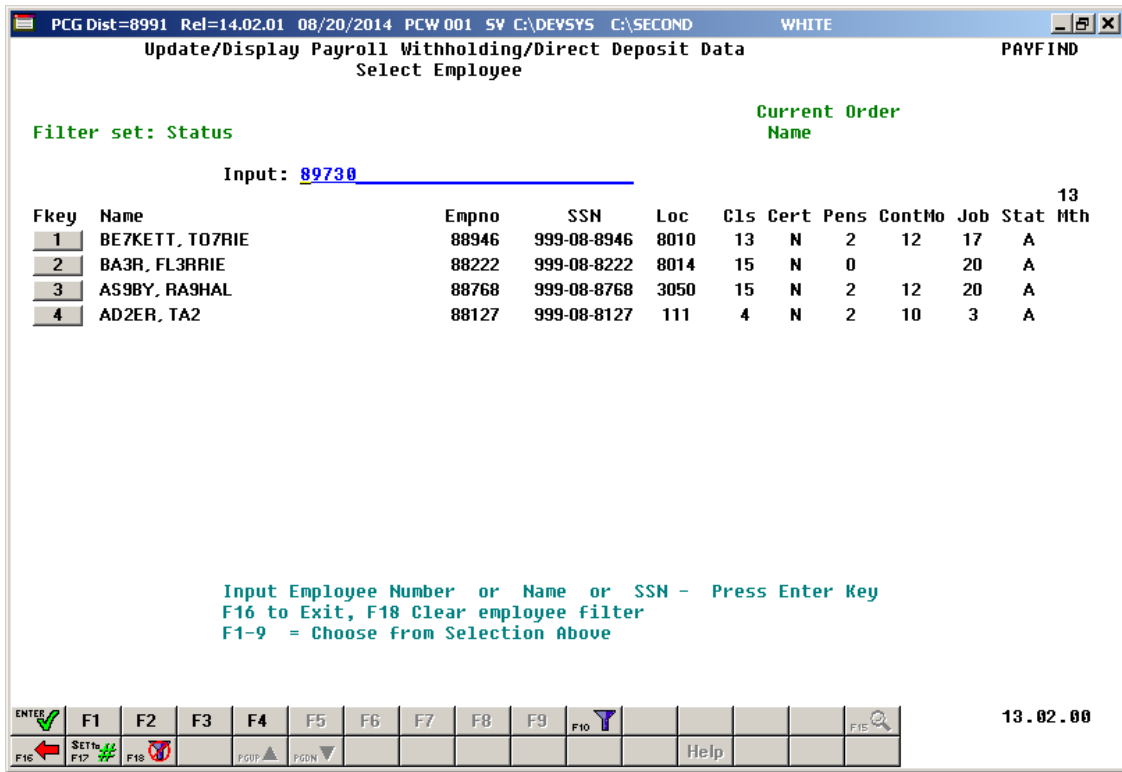 PCG Dist=8991 Rel=14.02.01 08/20/2014 PCW 001 SV C:\DEVSYS C:\SECOND WHITE
Update/Display Payroll Withholding/Direct Deposit Data PAYFIND
Select Employee
Current Order
Filter set: Status Name
Input: 89730
13
Fkey Name Empno SSN Loc Cls Cert Pens ContMo Job Stat Mth
1 BE7KETT, TO7RIE 88946 999-08-8946 8010 13 N 2 12 17 A
2 BA3R, FL3RRIE 88222 999-08-8222 8014 15 N 0 20 A
3 AS9BY, RA9HAL 88768 999-08-8768 3050 15 N 2 12 20 A
4 AD2ER, TA2 88127 999-08-8127 111 4 N 2 10 3 A
Input Employee Number or Name or SSN - Press Enter Key
F16 to Exit, F18 Clear employee filter
F1-9 = Choose from Selection Above
ENTER F1 F2 F3 F4 F5 F6 F7 F8 F9 F10 F15 13.02.00
F16 SETto F17 # F18 PGUP PGDN Help